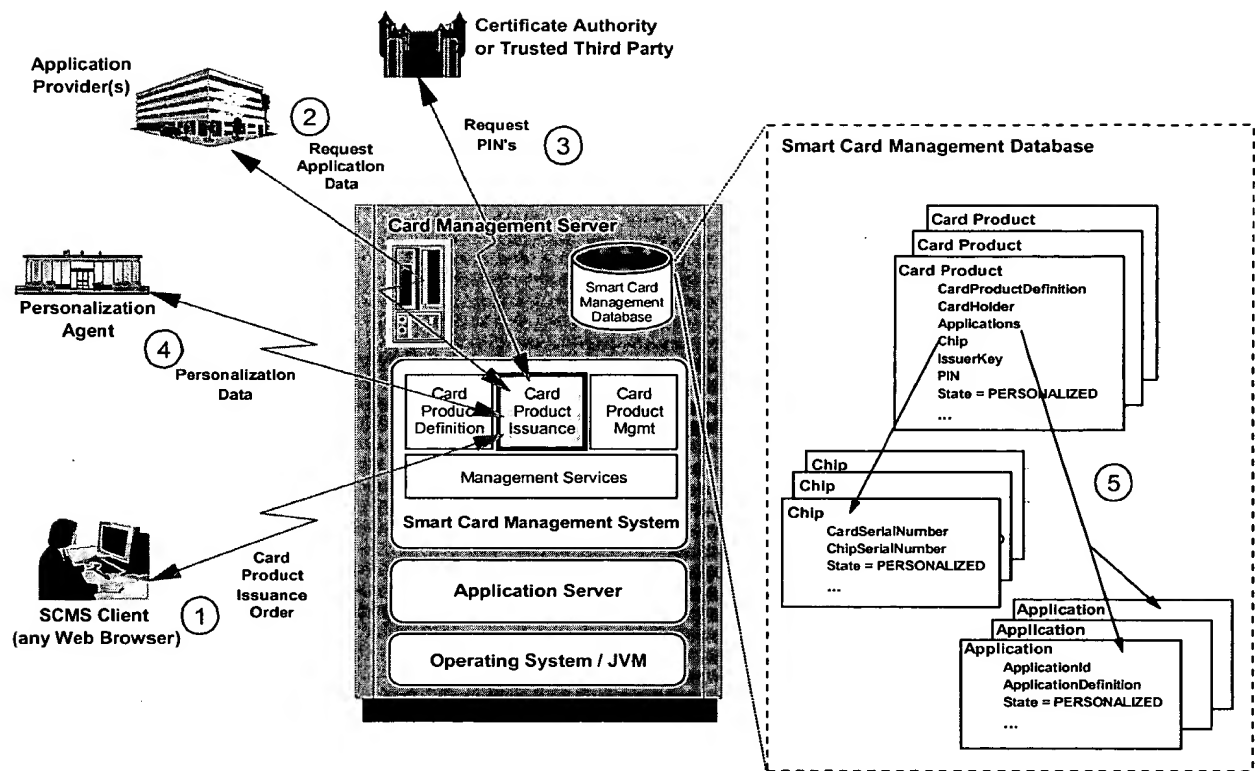 Certificate Authority
or Trusted Third Party
Application
Provider(s)
2
Request
Application
Data
Request
PIN's
3
Personalization
Agent
4
Personalization
Data
SCMS Client
(any Web Browser)
1
Card
Product
Issuance
Order
Card Management Server
Smart Card
Management
Database
Card
Product
Definition
Card
Product
Issuance
Card
Product
Mgmt
Management Services
Smart Card Management System
Application Server
Operating System / JVM
Smart Card Management Database
Card Product
Card Product
Card Product
CardProductDefinition
CardHolder
Applications
Chip
IssuerKey
PIN
State = PERSONALIZED
...
Chip
Chip
Chip
CardSerialNumber
ChipSerialNumber
State = PERSONALIZED
...
5
Application
Application
Application
ApplicationId
ApplicationDefinition
State = PERSONALIZED
...